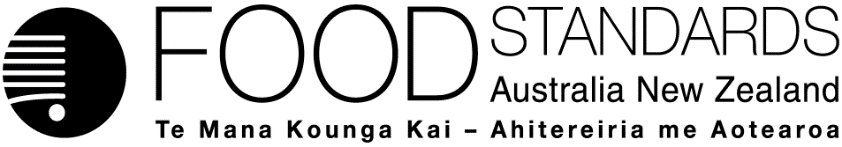 FOOD STANDARDS
Australia New Zealand
Te Mana Kounga Kai – Ahitereiria me Aotearoa